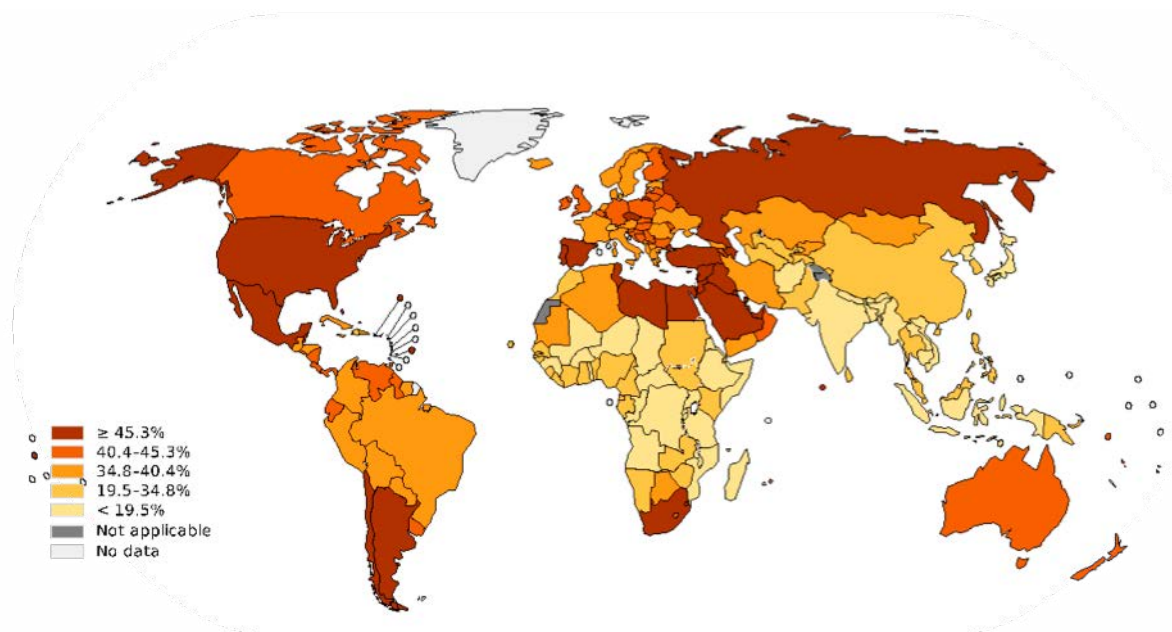 ≥ 45.3%
40.4–45.3%
34.8–40.4%
19.5–34.8%
< 19.5%
Not applicable
No data